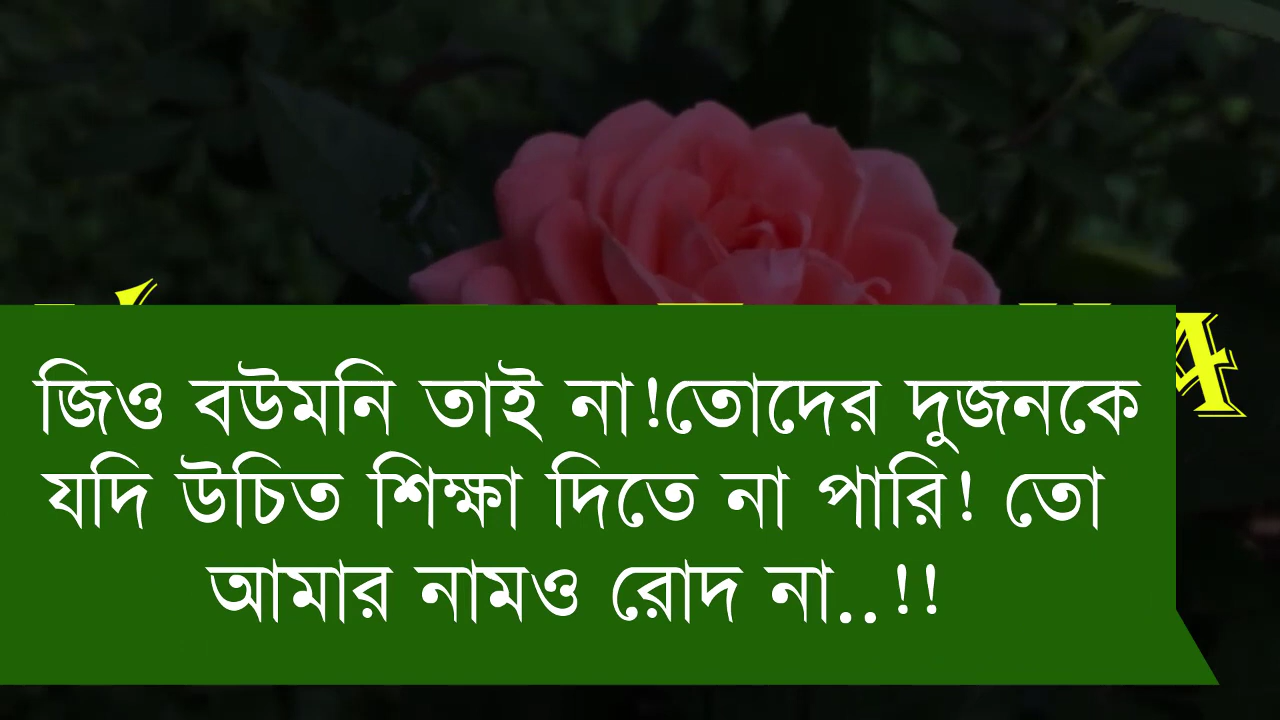 জিও বউমনি তাই না!তোদের দুজনকে
যদি উচিত শিক্ষা দিতে না পারি! তো
আমার নামও রোদ না..!!